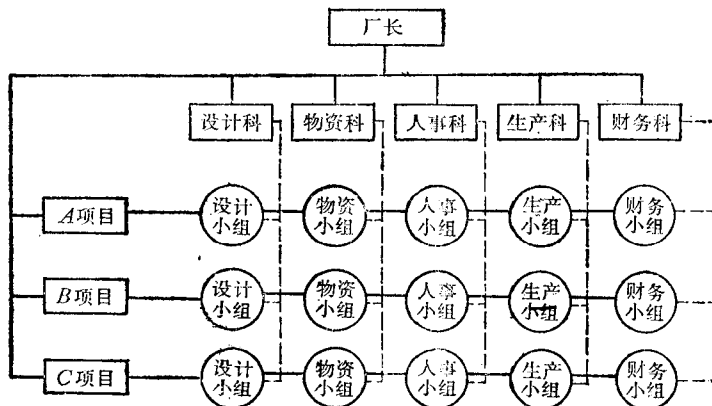 厂长
设计科 物资科 人事科 生产科 财务科
A项目 设计小组 物资小组 人事小组 生产小组 财务小组
B项目 设计小组 物资小组 人事小组 生产小组 财务小组
C项目 设计小组 物资小组 人事小组 生产小组 财务小组